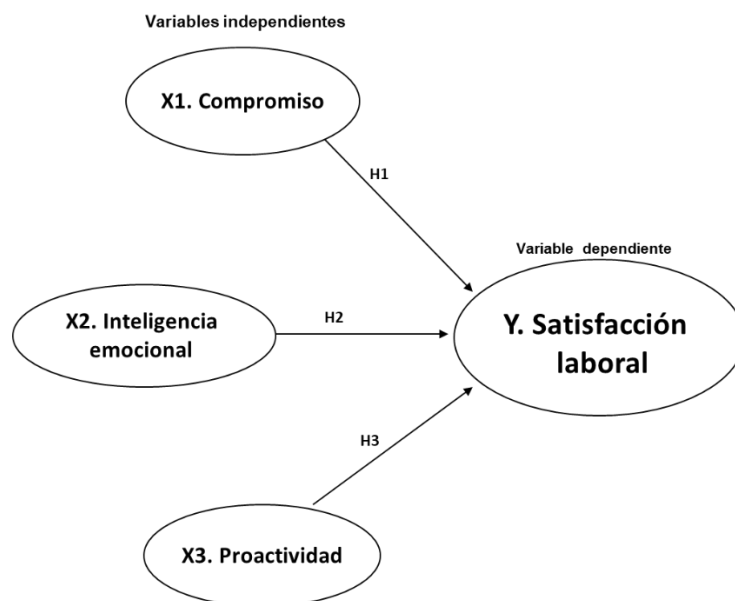 Variables independientes
X1. Compromiso
H1
Variable dependiente
X2. Inteligencia
emocional
H2
Y. Satisfacción
laboral
H3
X3. Proactividad